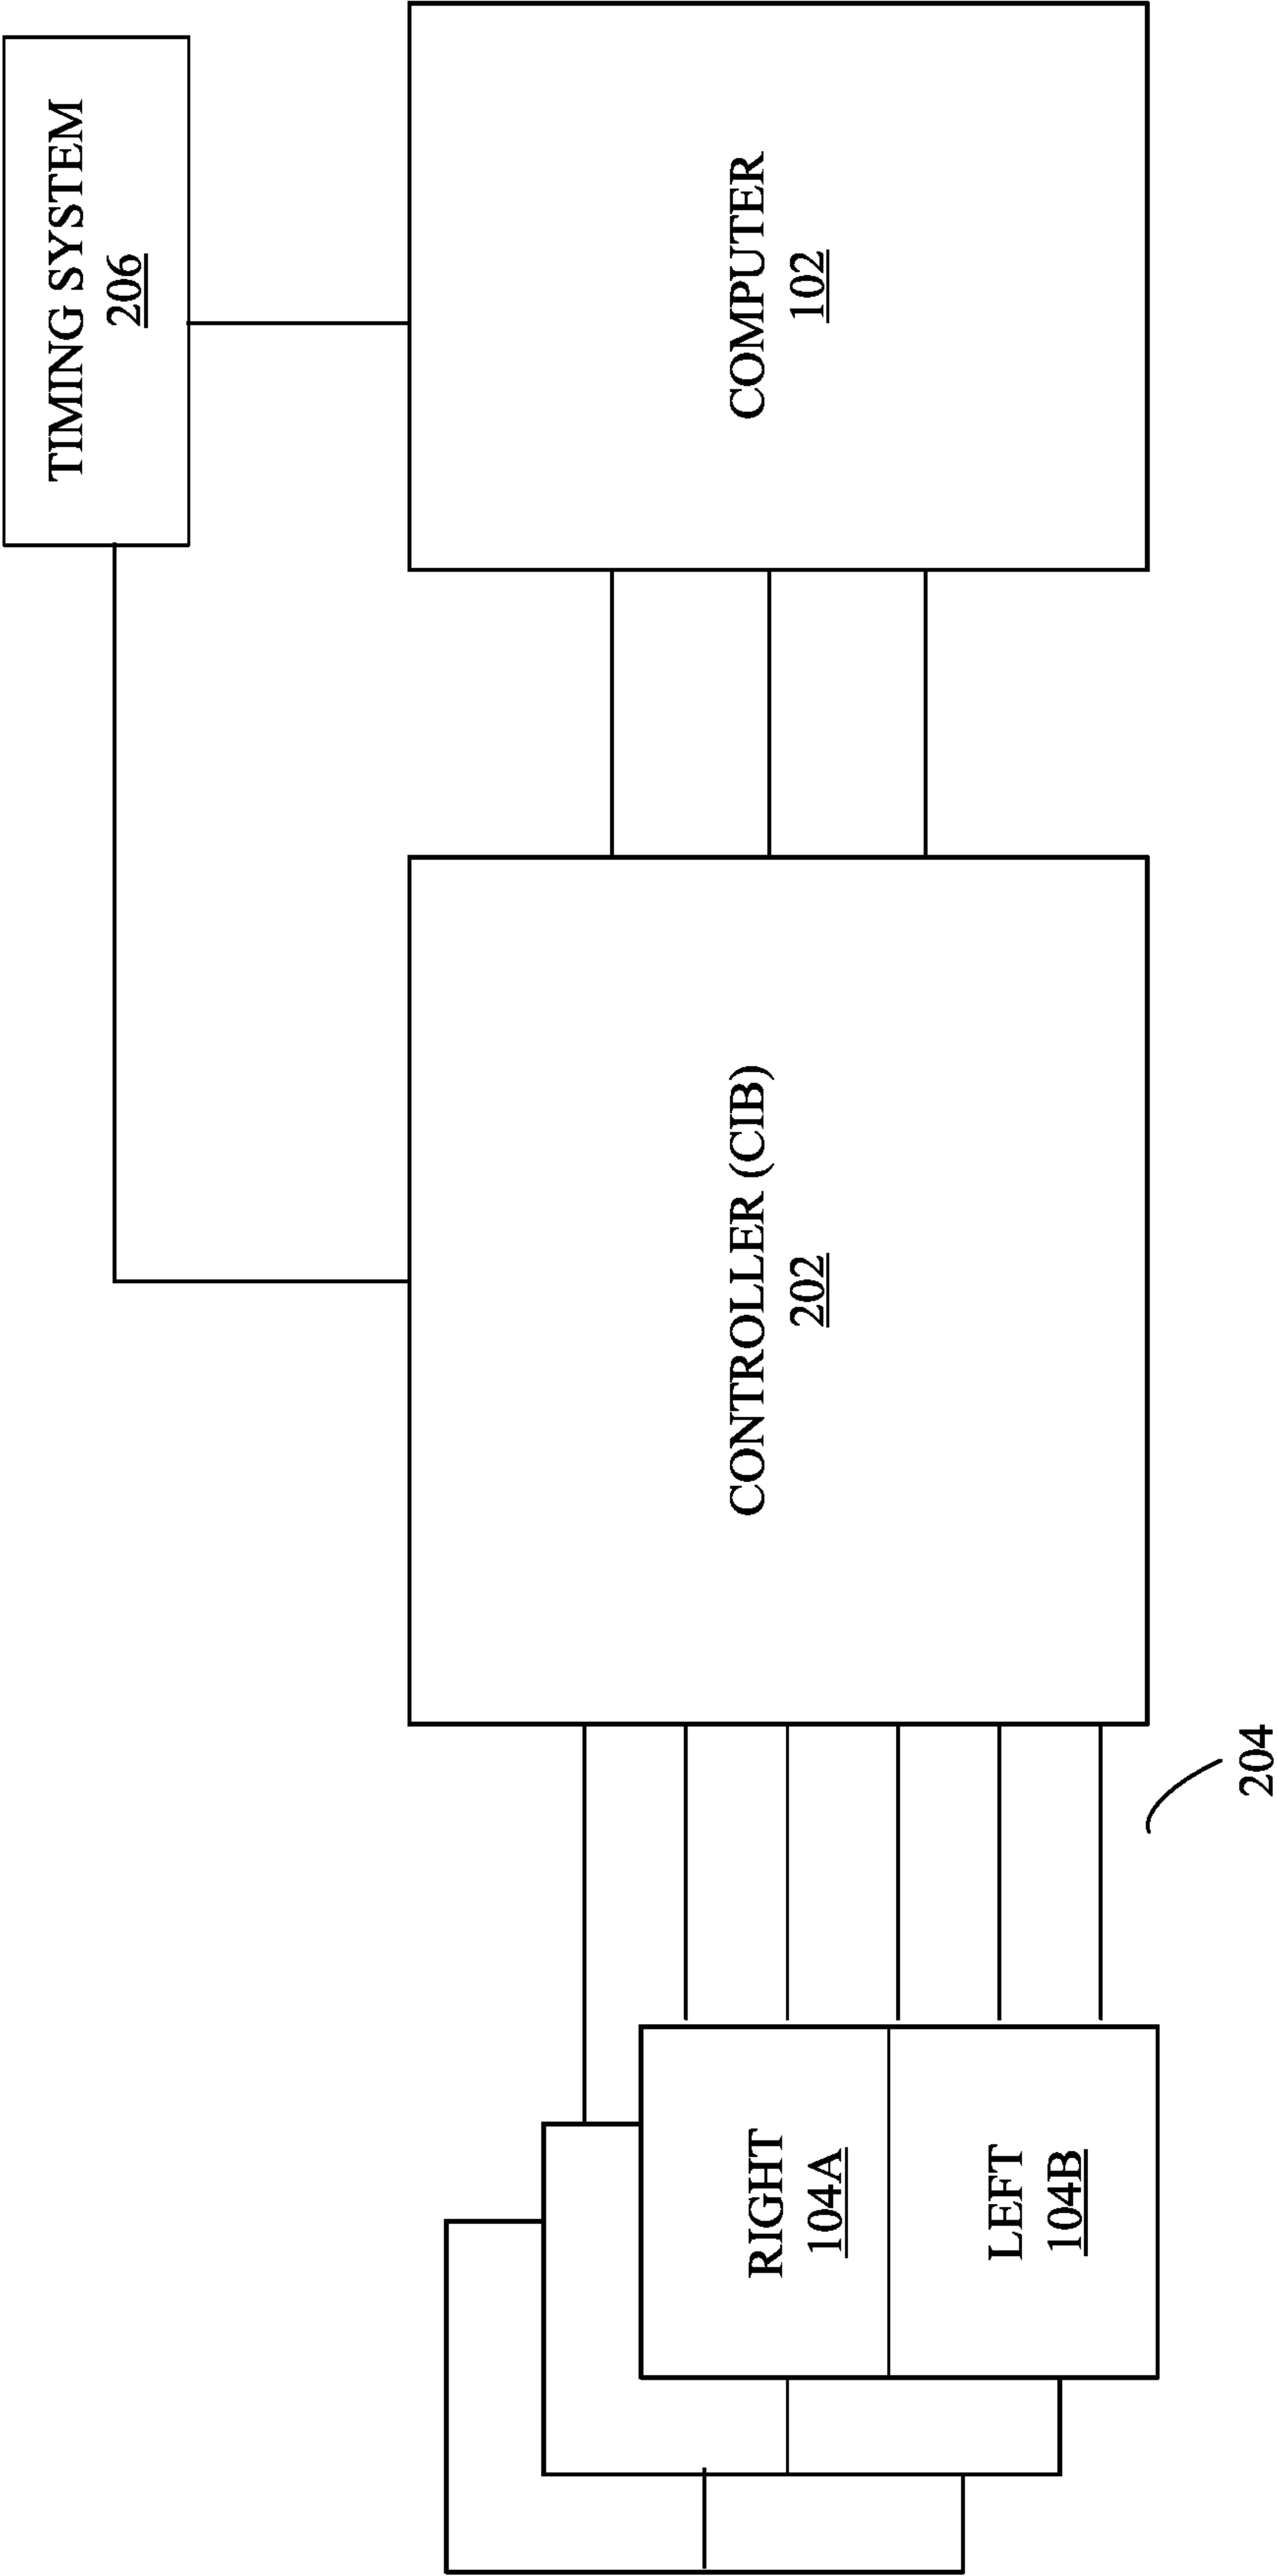 TIMING SYSTEM
206
COMPUTER
102
CONTROLLER (CIB)
202
204
RIGHT
104A
LEFT
104B